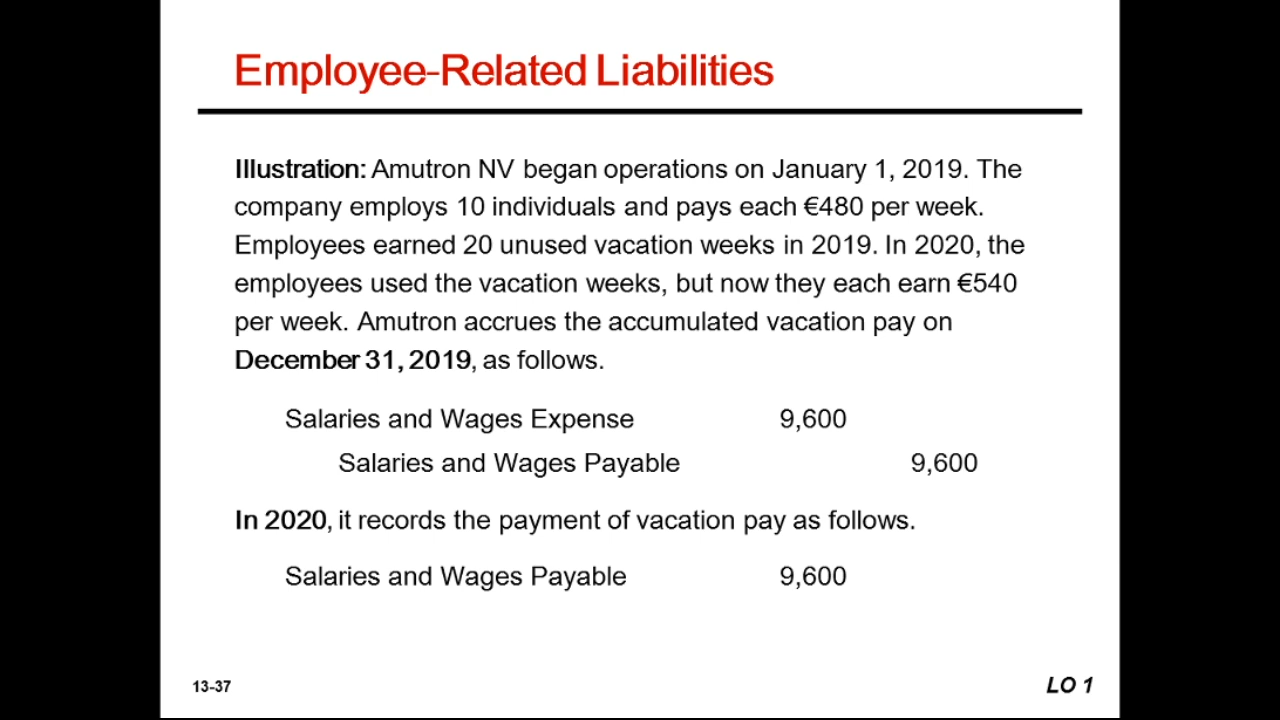 Employee-Related Liabilities
Illustration: Amutron NV began operations on January 1, 2019. The
company employs 10 individuals and pays each €480 per week.
Employees earned 20 unused vacation weeks in 2019. In 2020, the
employees used the vacation weeks, but now they each earn €540
per week. Amutron accrues the accumulated vacation pay on
December 31, 2019, as follows.
Salaries and Wages Expense 9,600
Salaries and Wages Payable 9,600
In 2020, it records the payment of vacation pay as follows.
Salaries and Wages Payable 9,600
13-37 LO 1